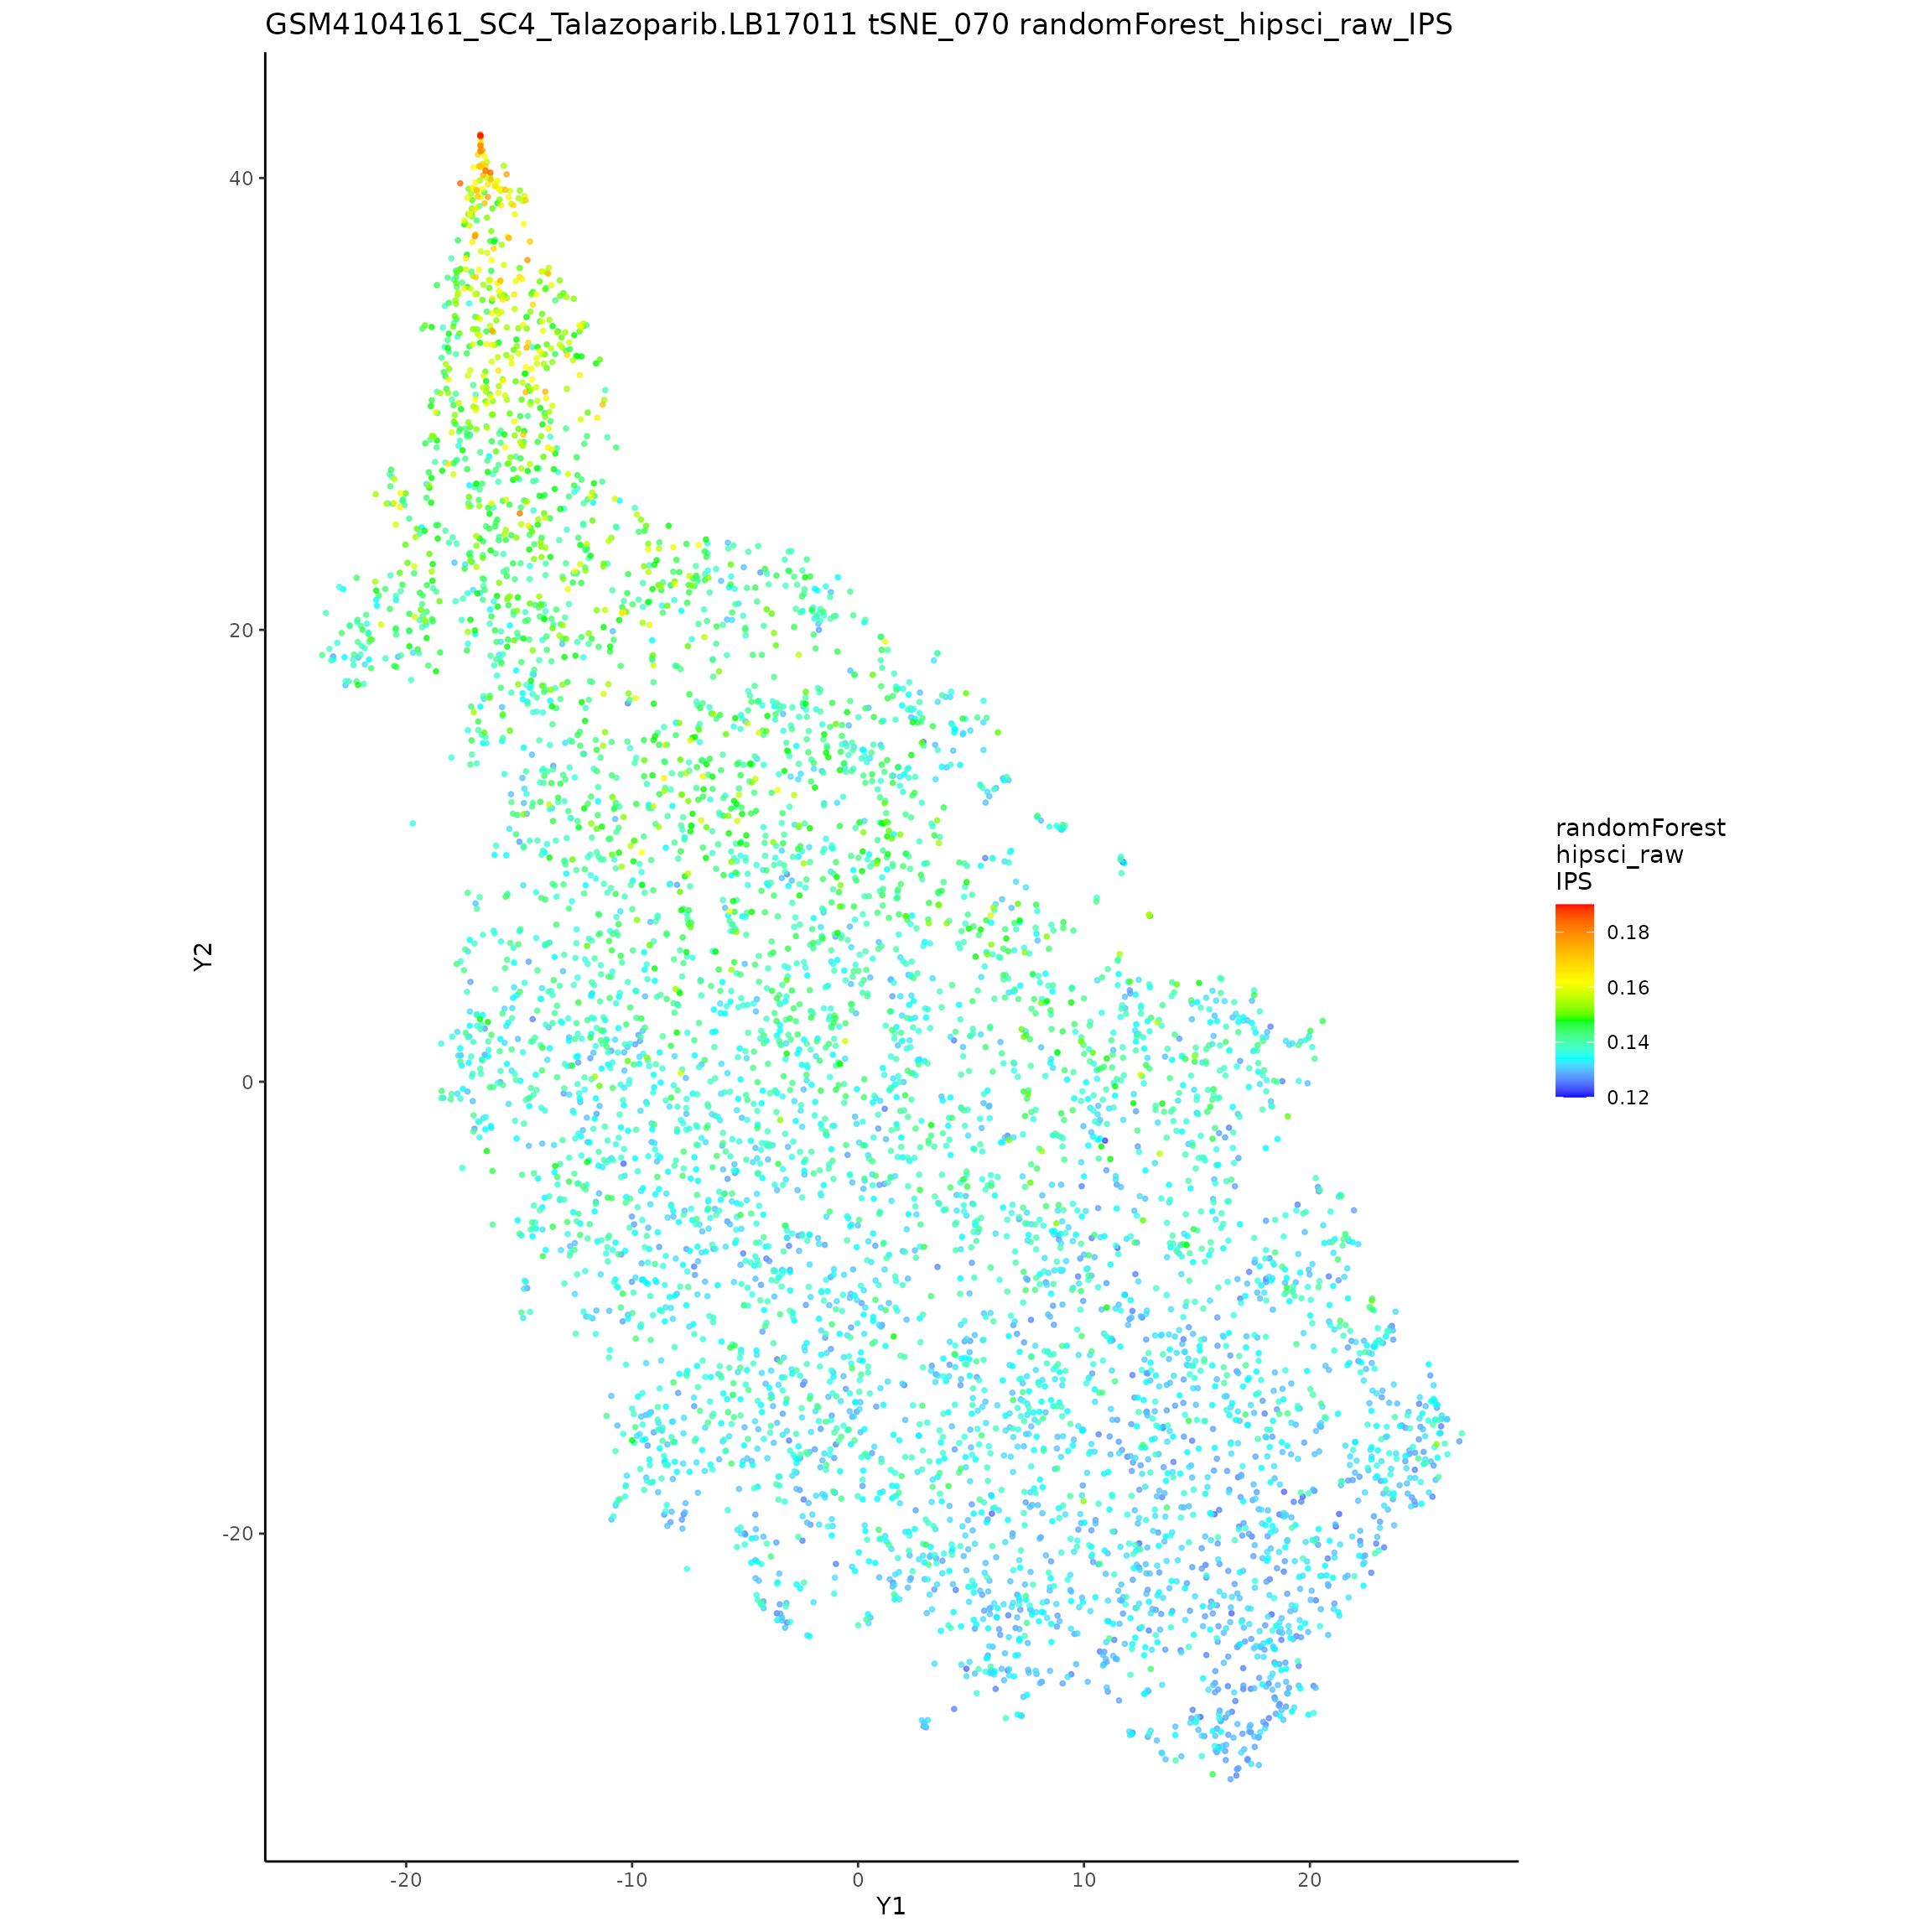 GSM4104161_SC4_Talazoparib.LB17011 tSNE_070 randomForest_hipsci_raw_IPS
40
20
0
-20
Y2
-20
-10
0
10
20
Y1
randomForest
hipsci_raw
IPS
0.18
0.16
0.14
0.12